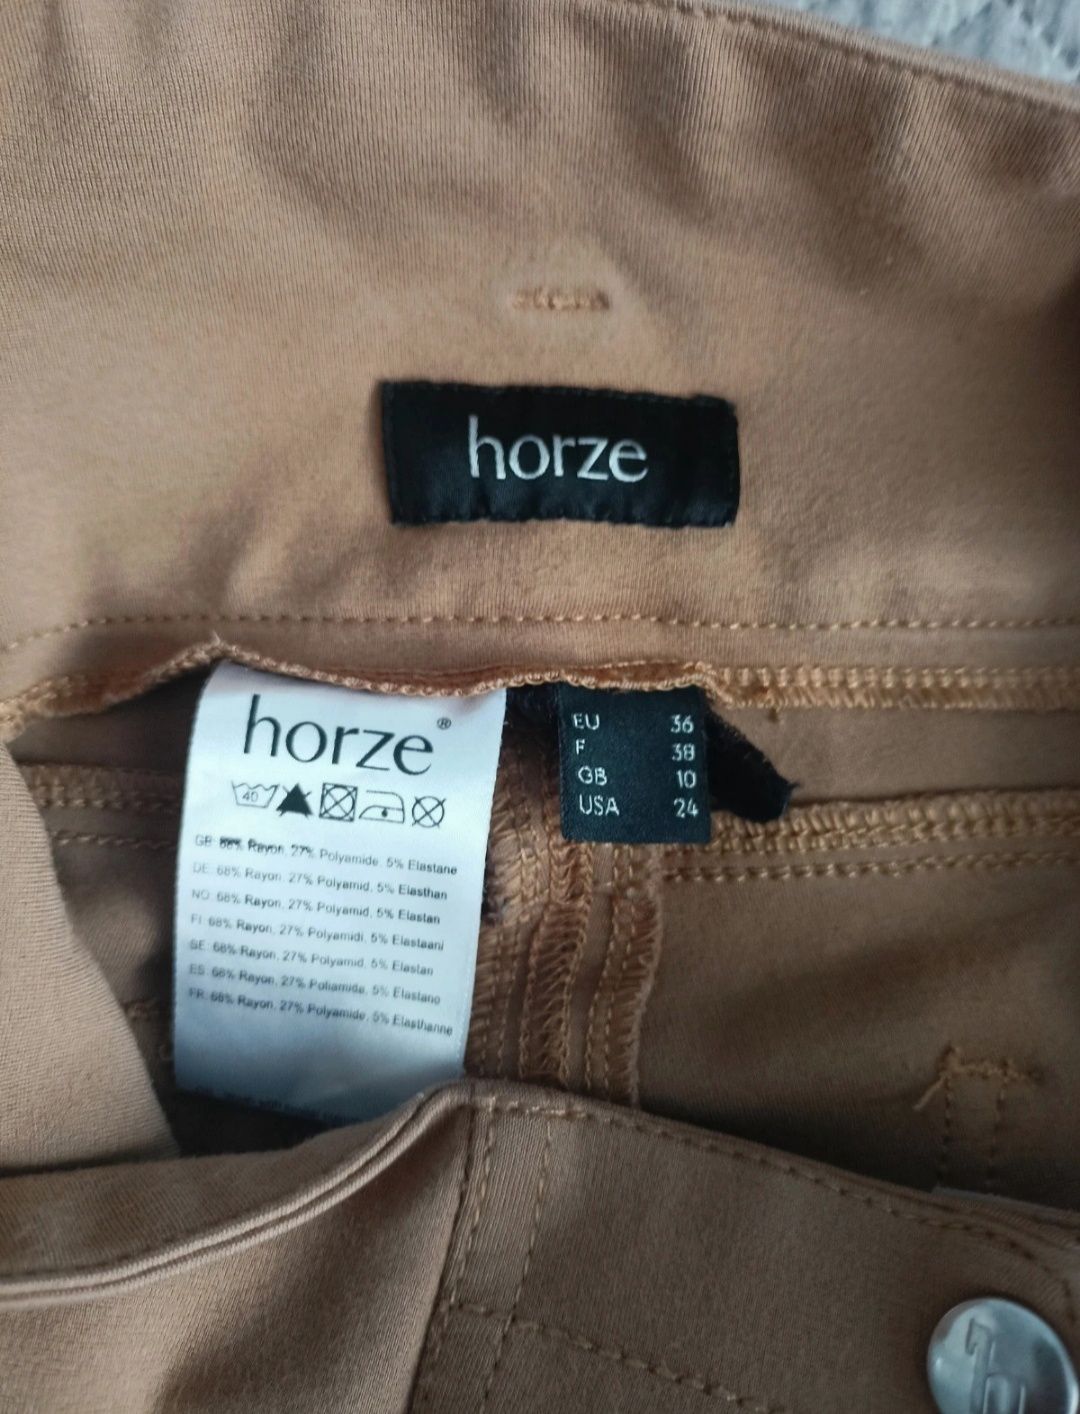 horze
horze®
40
EU 36
F 38
GB 10
USA 24
GB: 68% Rayon, 27% Polyamide, 5% Elastane
DE: 68% Rayon, 27% Polyamid, 5% Elasthan
NO: 68% Rayon, 27% Polyamid, 5% Elastan
FI: 68% Rayon, 27% Polyamidi, 5% Elastaani
SE: 68% Rayon, 27% Polyamid, 5% Elastan
ES: 68% Rayon, 27% Poliamida, 5% Elastano
FR: 68% Rayon, 27% Polyamide, 5% Elasthanne